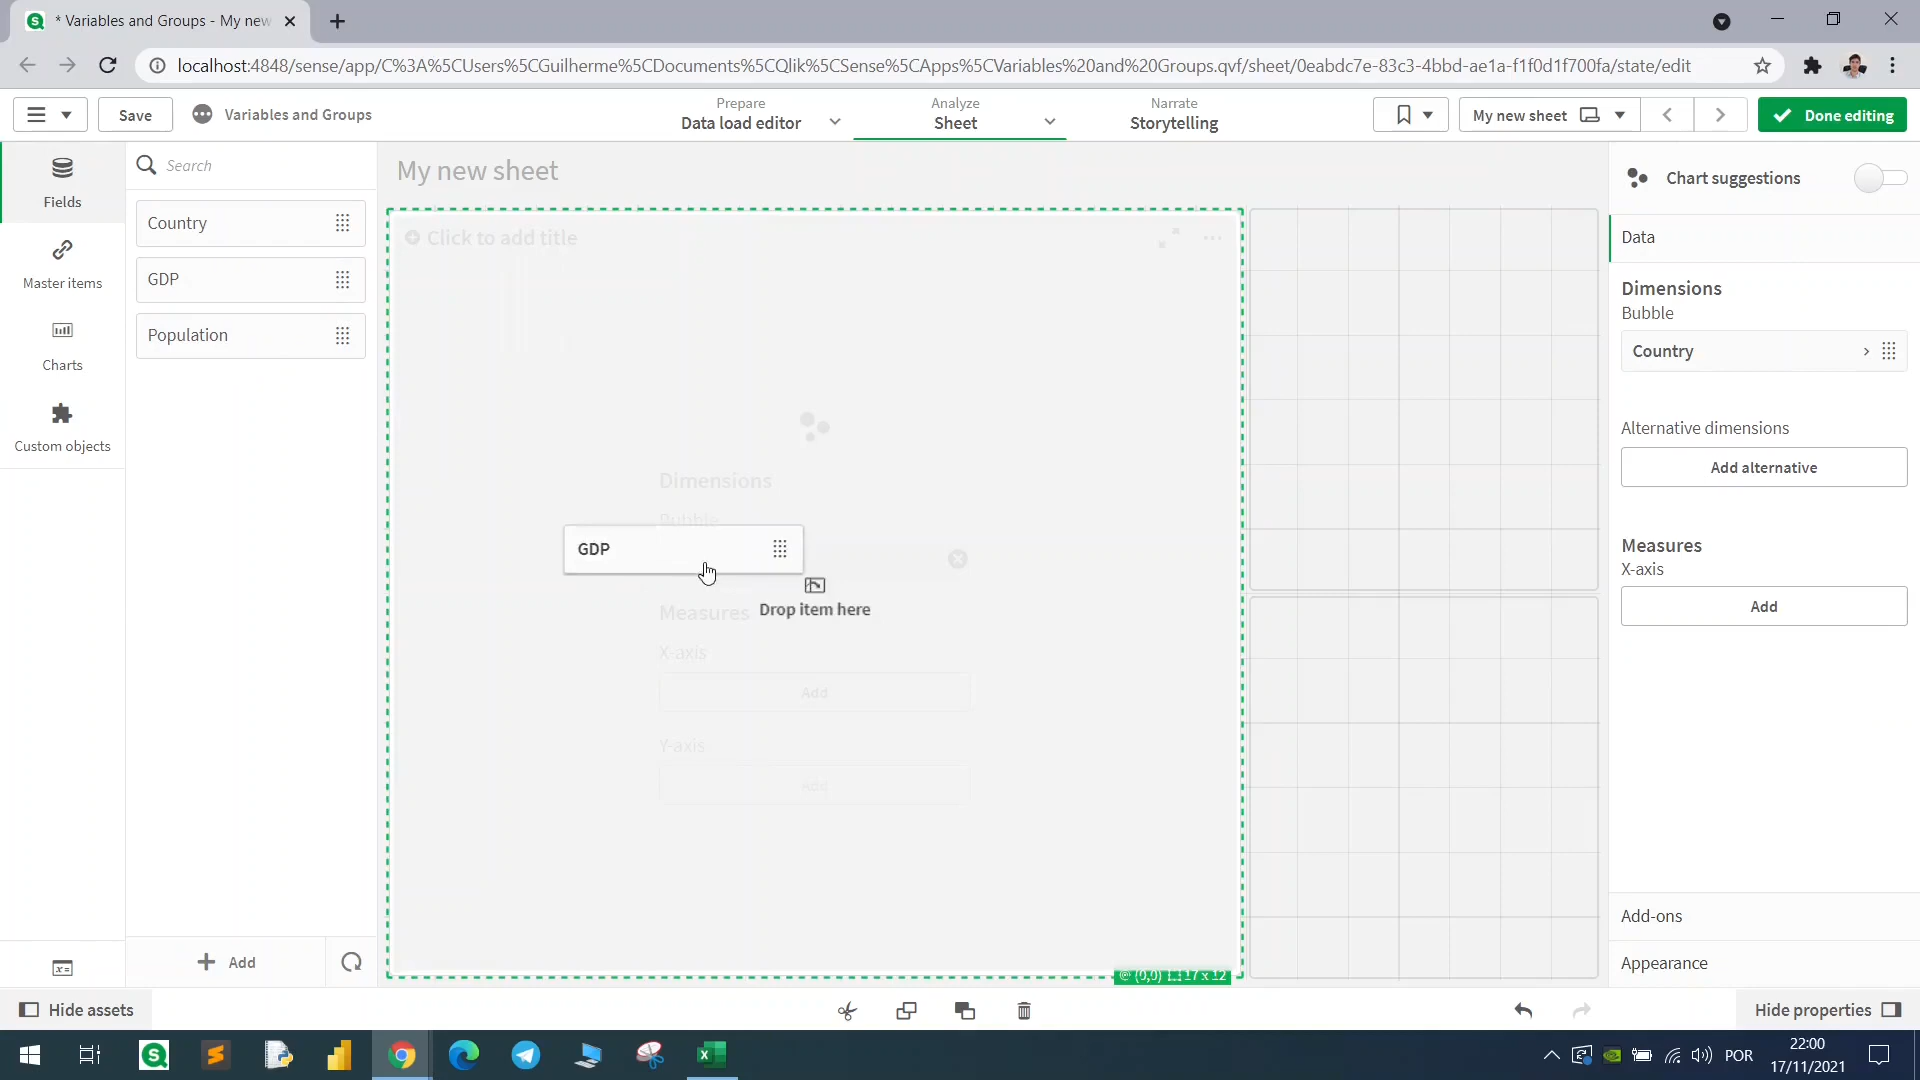 * Variables and Groups - My new
localhost:4848/sense/app/C%3A%5CUsers%5CGuilherme%5CDocuments%5CQlik%5CSense%5CApps%5CVariables%20and%20Groups.qvf/sheet/0eabdc7e-83c3-4bbd-ae1a-f1f0d1f700fa/state/edit
Save
Variables and Groups
Prepare
Data load editor
Analyze
Sheet
Narrate
Storytelling
My new sheet
Done editing
Fields
Master items
Charts
Custom objects
Search
Country
GDP
Population
Add
My new sheet
Click to add title
Dimensions
Bubble
GDP
Drop item here
Measures
X-axis
Add
Y-axis
Add
@ (0,0) 17 x 12
Chart suggestions
Data
Dimensions
Bubble
Country
Alternative dimensions
Add alternative
Measures
X-axis
Add
Add-ons
Appearance
Hide assets
Hide properties
POR
22:00
17/11/2021